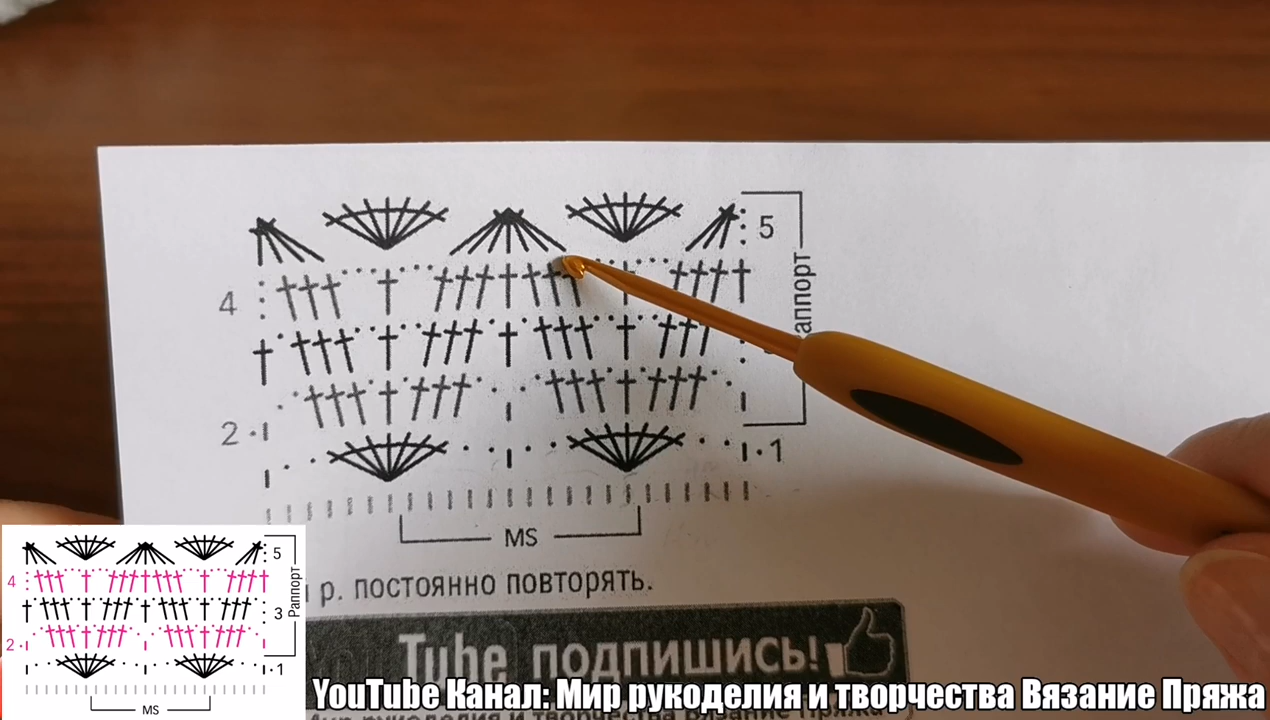 5
4
аппорт
2
1
MS
р. постоянно повторять.
Tube ПОДПИШИСЬ!
5
4
3
2
1
Раппорт
MS
YouTube Канал: Мир рукоделия и творчества Вязание Пряжа